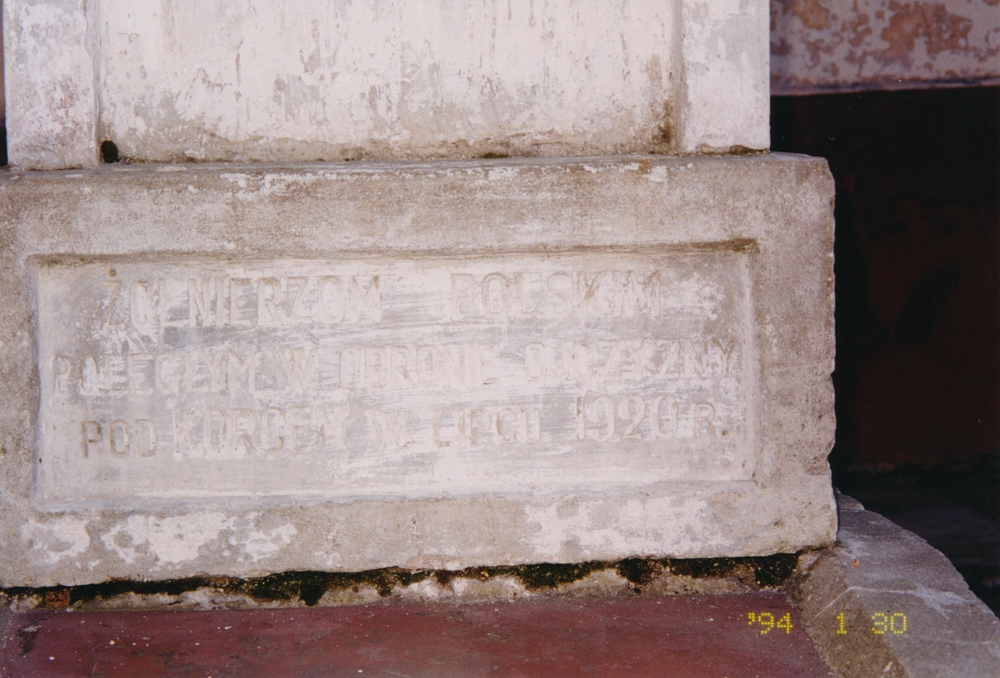 ŻOŁNIERZOM POLSKIM
POLEGŁYM W OBRONIE OJCZYZNY
POD KORCEM W LIPCU 1920 R.
'94 1 30